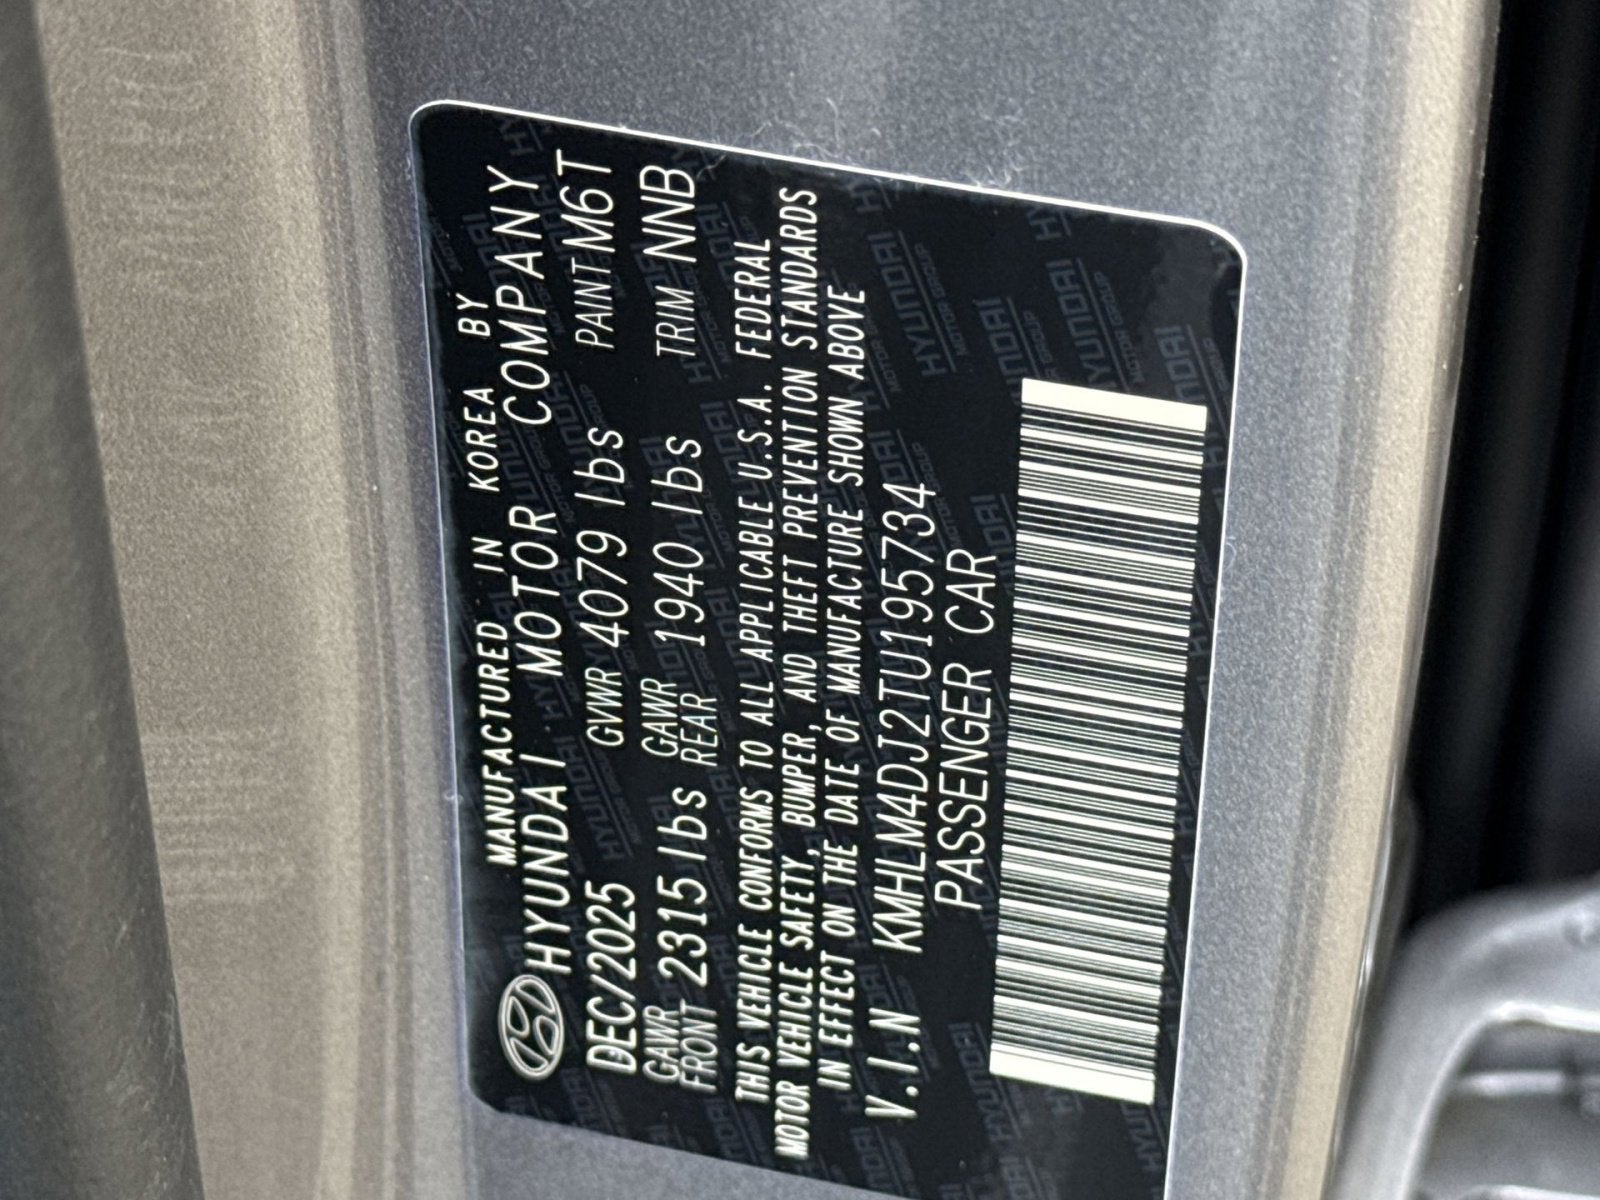 MANUFACTURED IN KOREA BY
HYUNDAI MOTOR COMPANY
DEC/2025 GVWR 4079 lbs PAINT M6T
GAWR FRONT 2315 lbs GAWR REAR 1940 lbs TRIM NNB
THIS VEHICLE CONFORMS TO ALL APPLICABLE U.S.A. FEDERAL
MOTOR VEHICLE SAFETY, BUMPER, AND THEFT PREVENTION STANDARDS
IN EFFECT ON THE DATE OF MANUFACTURE SHOWN ABOVE
V.I.N KMHLM4DJ2TU195734
PASSENGER CAR